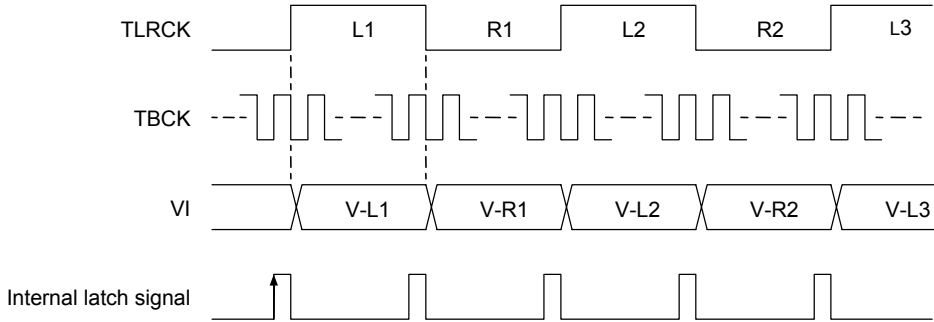 TLRCK L1 R1 L2 R2 L3
TBCK
VI V-L1 V-R1 V-L2 V-R2 V-L3
Internal latch signal